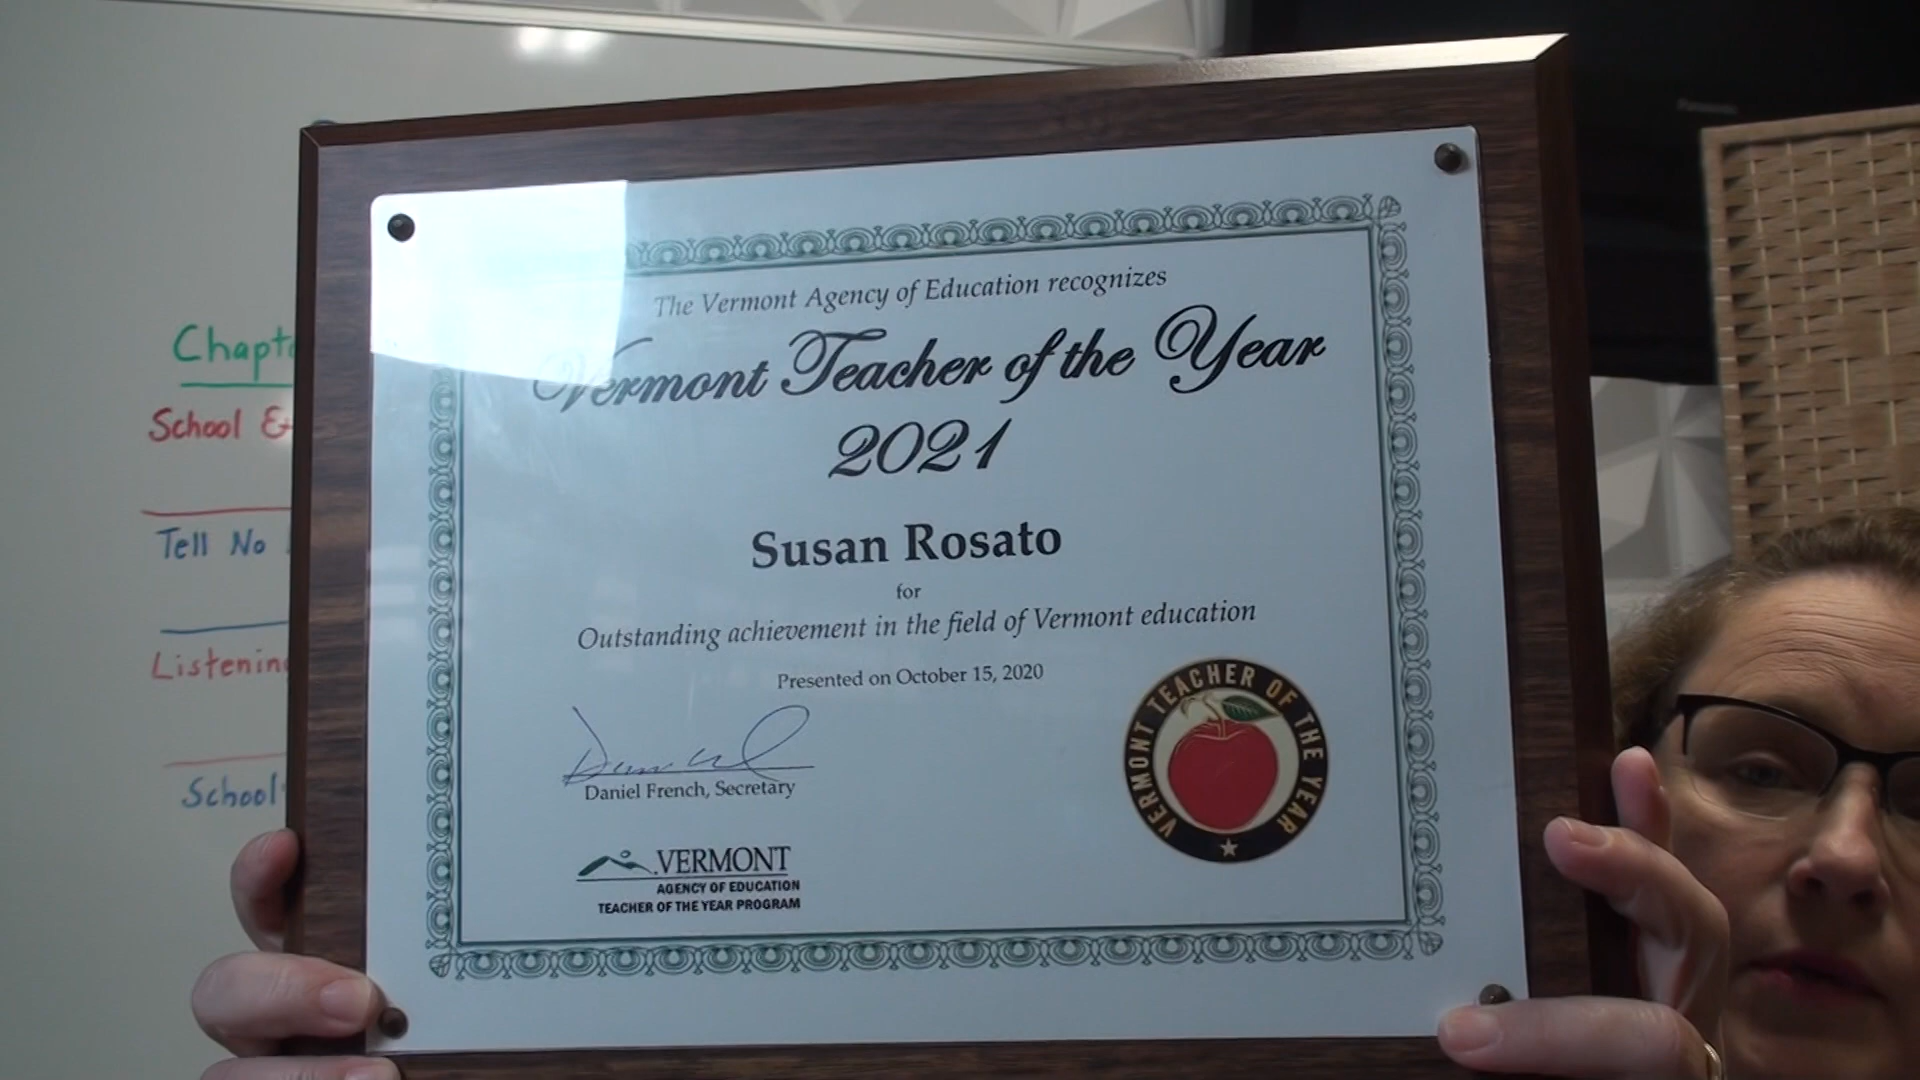 The Vermont Agency of Education recognizes
Vermont Teacher of the Year
2021
Susan Rosato
for
Outstanding achievement in the field of Vermont education
Presented on October 15, 2020
Daniel French, Secretary
VERMONT
AGENCY OF EDUCATION
TEACHER OF THE YEAR PROGRAM
VERMONT TEACHER OF THE YEAR
School &
Tell No
Listening
School
Panasonic